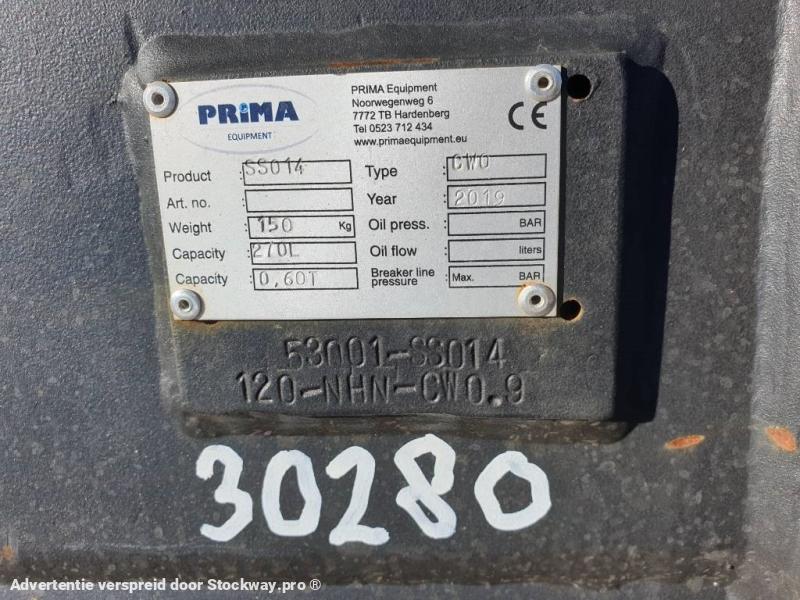 PRiMA
EQUIPMENT
PRIMA Equipment
Noorwegenweg 6
7772 TB Hardenberg
Tel 0523 712 434
www.primaequipment.eu
CE
Product : SS014
Type : CW0
Art. no. :
Year : 2019
Weight : 150 Kg
Oil press. : BAR
Capacity : 270L
Oil flow : liters
Capacity : 0,60T
Breaker line
pressure : Max. BAR
53001-SS014
120-NHN-CW0.9
30280
Advertentie verspreid door Stockway.pro ®